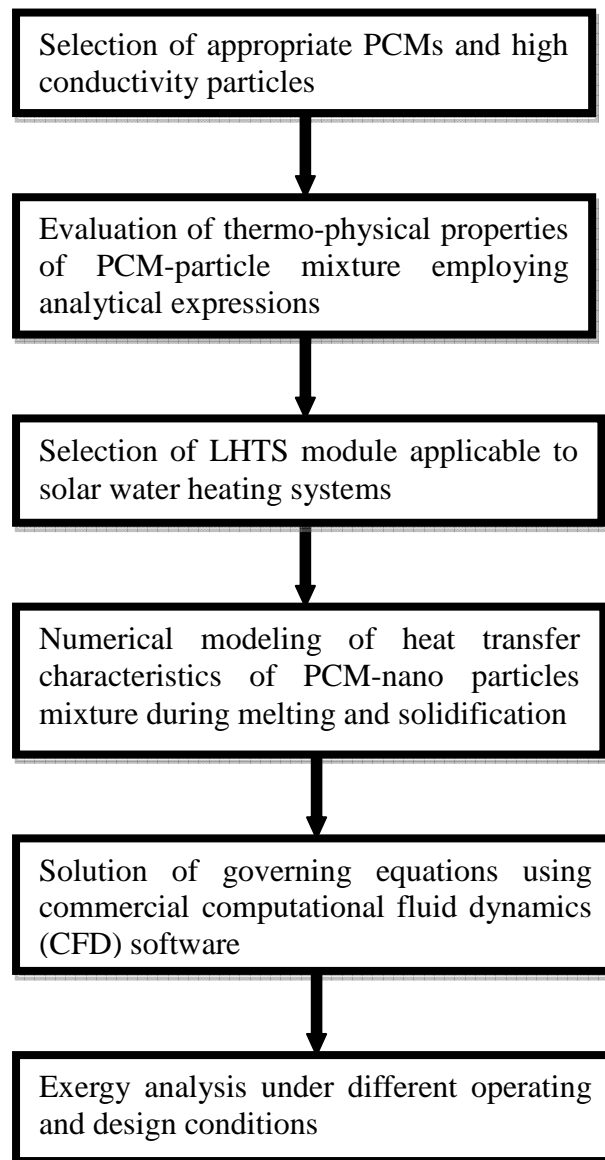 Selection of appropriate PCMs and high
conductivity particles
Evaluation of thermo-physical properties
of PCM-particle mixture employing
analytical expressions
Selection of LHTS module applicable to
solar water heating systems
Numerical modeling of heat transfer
characteristics of PCM-nano particles
mixture during melting and solidification
Solution of governing equations using
commercial computational fluid dynamics
(CFD) software
Exergy analysis under different operating
and design conditions